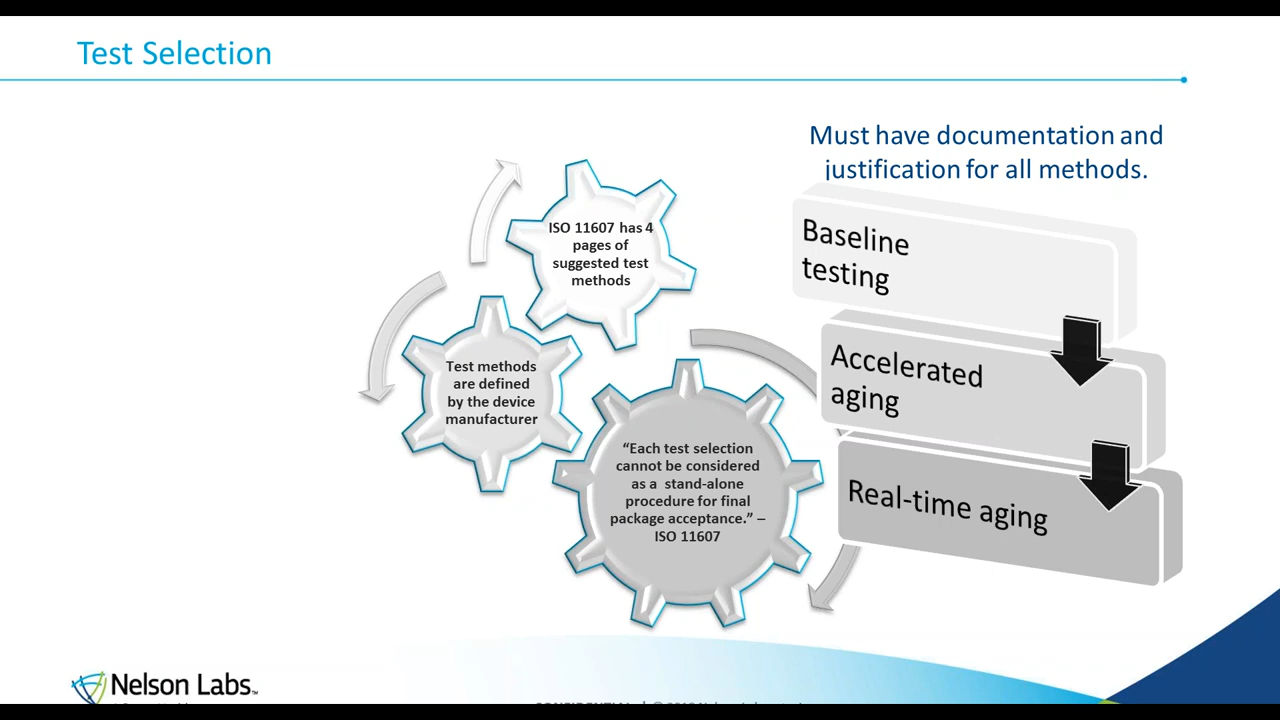 Test Selection
Must have documentation and
justification for all methods.
ISO 11607 has 4
pages of
suggested test
methods
Test methods
are defined
by the device
manufacturer
“Each test selection
cannot be considered
as a stand-alone
procedure for final
package acceptance.” –
ISO 11607
Baseline
testing
Accelerated
aging
Real-time aging
Nelson Labs™